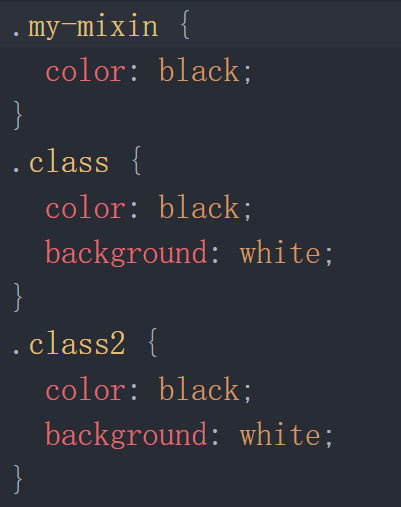 .my-mixin {
  color: black;
}
.class {
  color: black;
  background: white;
}
.class2 {
  color: black;
  background: white;
}